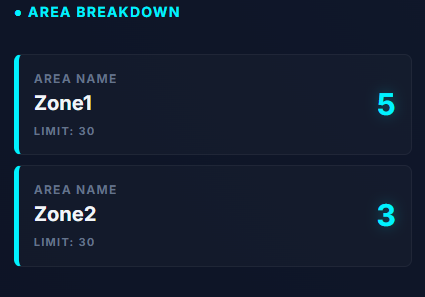 AREA BREAKDOWN
AREA NAME
Zone1
5
LIMIT: 30
AREA NAME
Zone2
3
LIMIT: 30